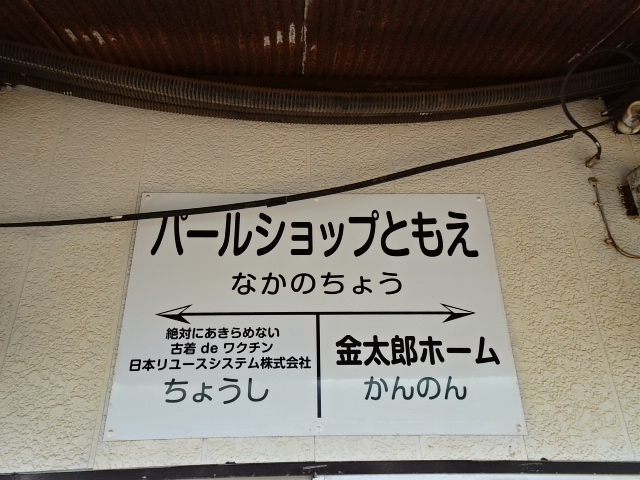 パールショップともえ
なかのちょう
絶対にあきらめない
古着 de ワクチン
日本リユースシステム株式会社
ちょうし
金太郎ホーム
かんのん